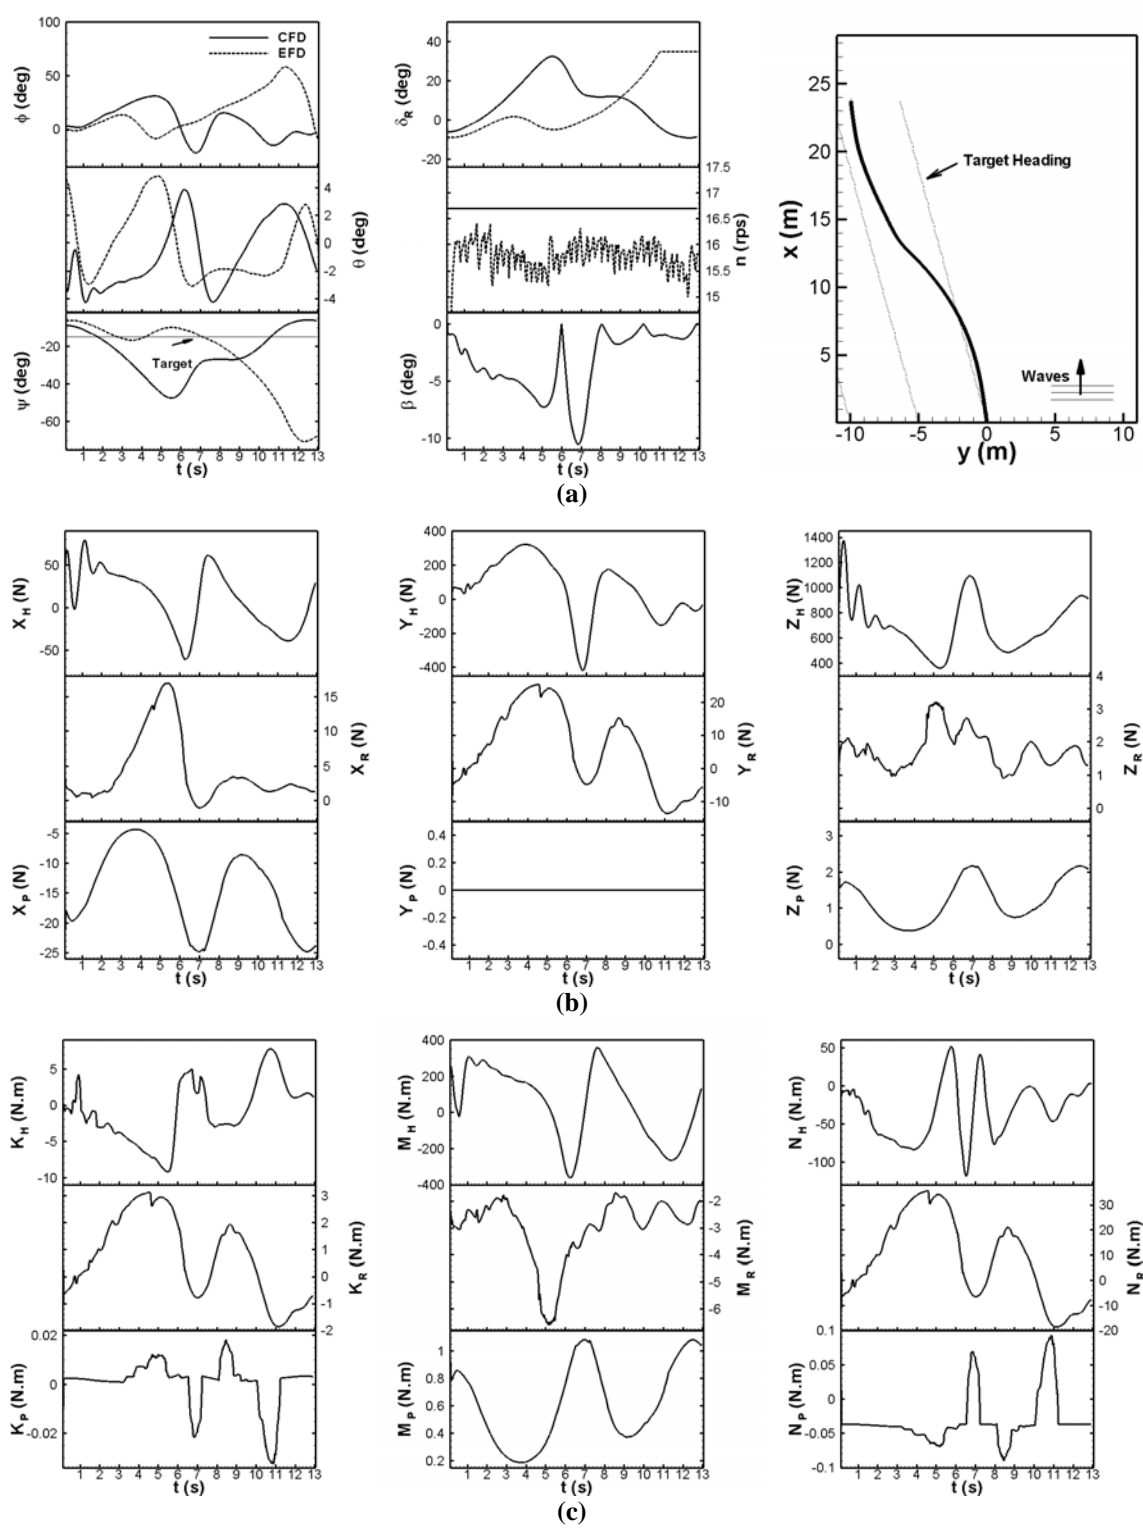 100
50
0
ϕ (deg)
CFD
EFD
4
2
0
-2
-4
θ (deg)
-20
-40
-60
ψ (deg)
Target
1 2 3 4 5 6 7 8 9 10 11 12 13
t (s)
40
20
0
-20
δR (deg)
17.5
17
16.5
16
15.5
15
n (rps)
0
-5
-10
β (deg)
1 2 3 4 5 6 7 8 9 10 11 12 13
t (s)
25
20
15
10
5
x (m)
Target Heading
Waves
-10 -5 0 5 10
y (m)
(a)
50
0
-50
XH (N)
15
10
5
0
XR (N)
-5
-10
-15
-20
-25
XP (N)
1 2 3 4 5 6 7 8 9 10 11 12 13
t (s)
400
200
0
-200
-400
YH (N)
20
10
0
-10
YR (N)
0.4
0.2
0
-0.2
-0.4
YP (N)
1 2 3 4 5 6 7 8 9 10 11 12 13
t (s)
1400
1200
1000
800
600
400
ZH (N)
4
3
2
1
0
ZR (N)
3
2
1
0
ZP (N)
1 2 3 4 5 6 7 8 9 10 11 12 13
t (s)
(b)
5
0
-5
-10
KH (N.m)
3
2
1
0
-1
-2
KR (N.m)
0.02
0
-0.02
KP (N.m)
1 2 3 4 5 6 7 8 9 10 11 12 13
t (s)
400
200
0
-200
-400
MH (N.m)
-2
-3
-4
-5
-6
MR (N.m)
1
0.8
0.6
0.4
0.2
MP (N.m)
1 2 3 4 5 6 7 8 9 10 11 12 13
t (s)
50
0
-50
-100
NH (N.m)
30
20
10
0
-10
-20
NR (N.m)
0.1
0.05
0
-0.05
-0.1
NP (N.m)
1 2 3 4 5 6 7 8 9 10 11 12 13
t (s)
(c)